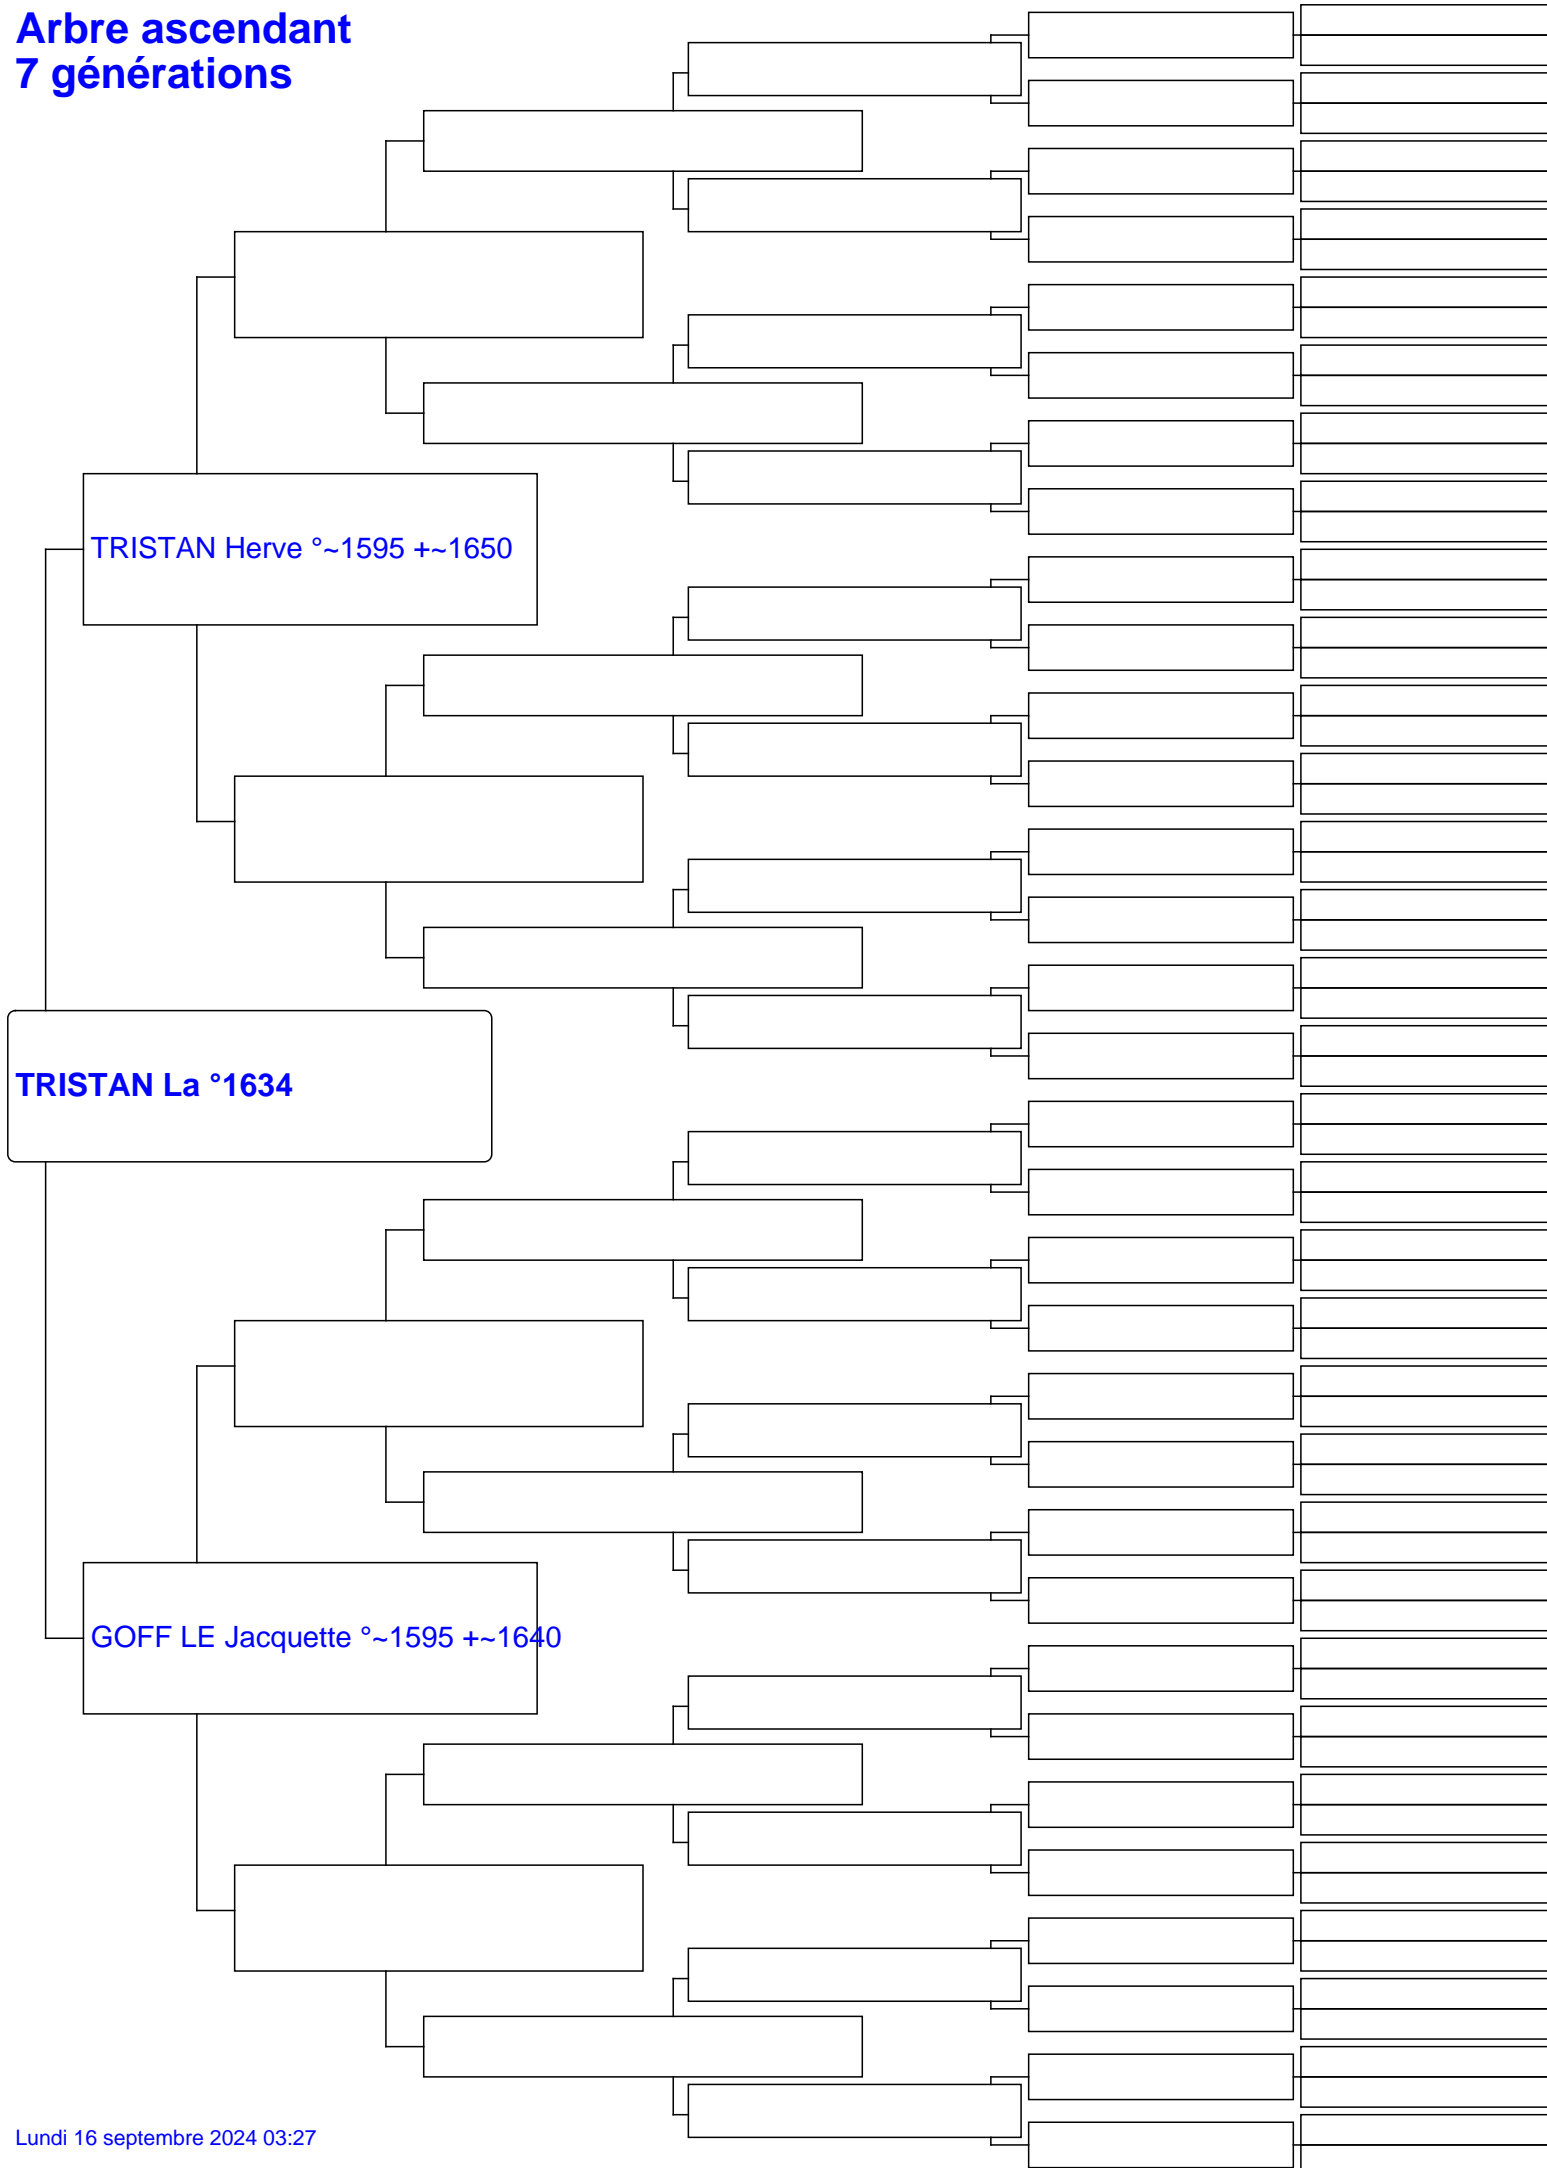 Arbre ascendant
7 générations
TRISTAN Herve °~1595 +~1650
TRISTAN La °1634
GOFF LE Jacquette °~1595 +~1640
Lundi 16 septembre 2024 03:27